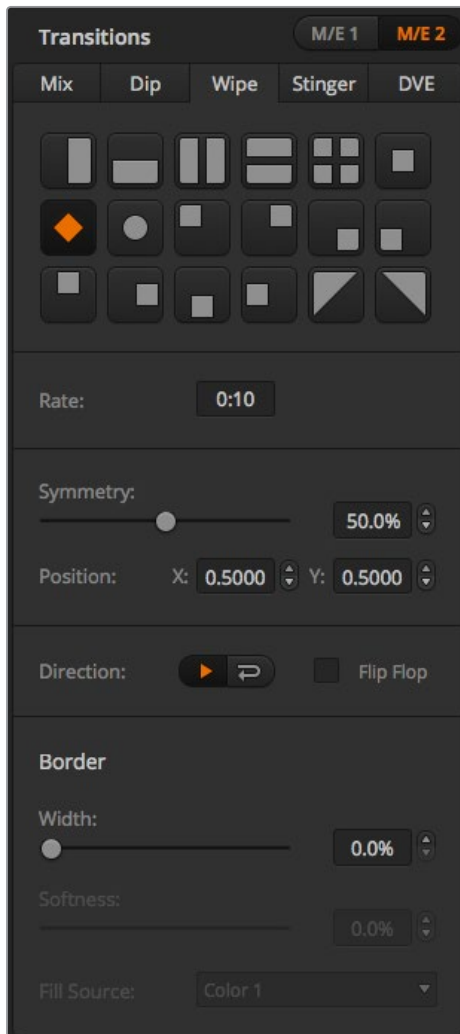 Transitions M/E 1 M/E 2
Mix Dip Wipe Stinger DVE
Rate: 0:10
Symmetry:
50.0%
Position: X: 0.5000 Y: 0.5000
Direction: Flip Flop
Border
Width:
0.0%
Softness:
0.0%
Fill Source: Color 1